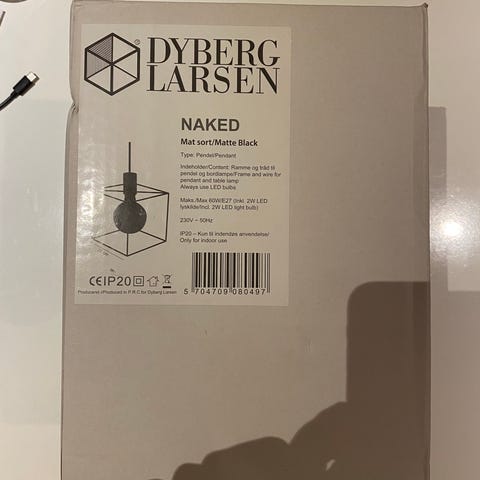 DYBERG
LARSEN
NAKED
Mat sort/Matte Black
Type: Pendel/Pendant
Indeholder/Content: Ramme og tråd til
pendel og bordlampe/Frame and wire for
pendant and table lamp
Always use LED bulbs
Maks./Max 60W/E27 (Inkl. 2W LED
lyskilde/Incl. 2W LED light bulb)
230V ~ 50Hz
IP20 – Kun til indendøs anvendelse/
Only for indoor use
CE IP20
Produceret i/Produced in P.R.C for Dyberg Larsen
5 704709 080497